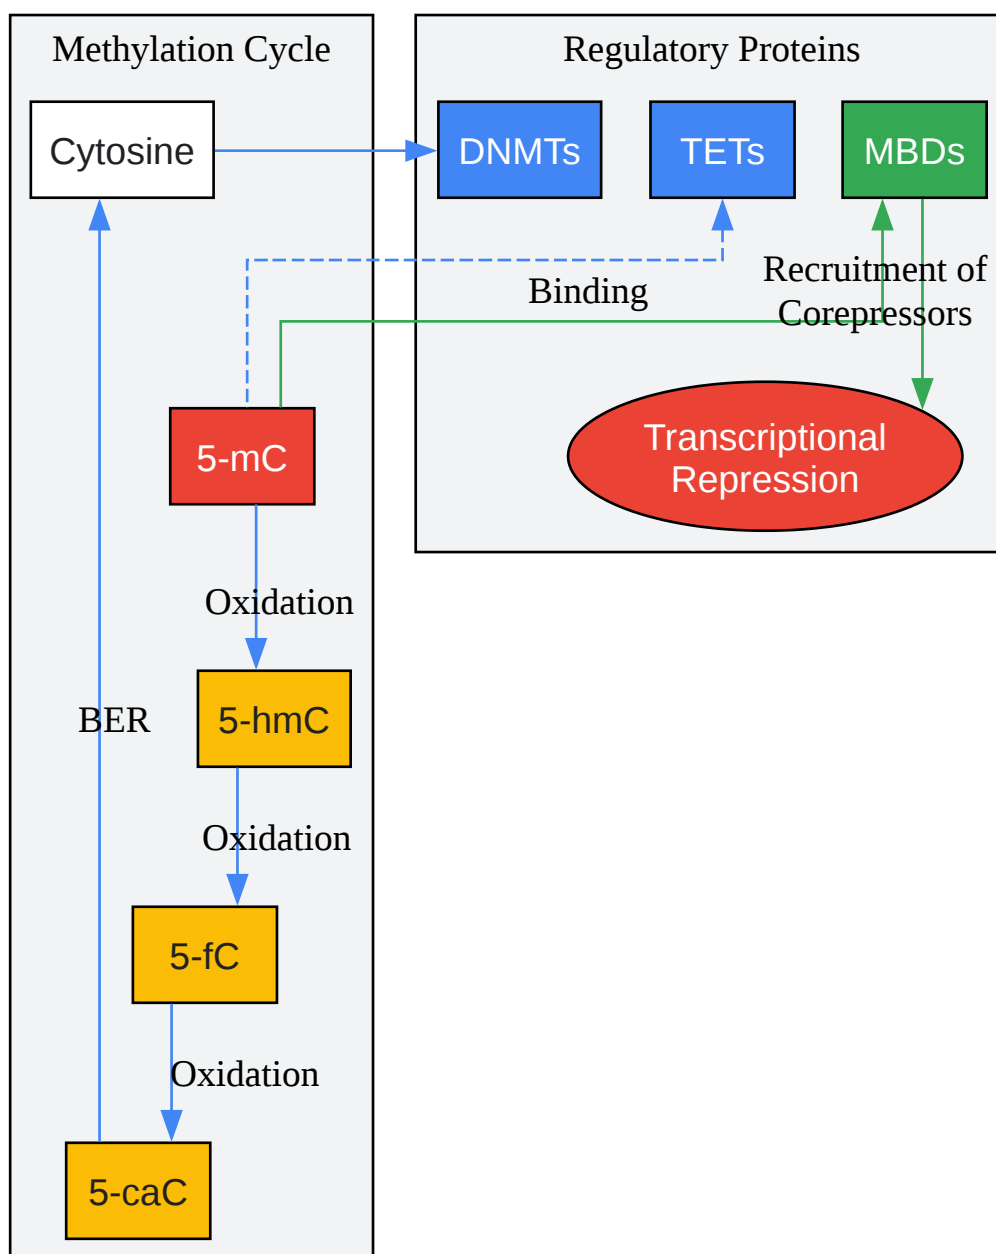 Methylation Cycle
Regulatory Proteins
Cytosine
DNMTs
TETs
MBDs
Binding
Recruitment of
Corepressors
5-mC
Transcriptional
Repression
Oxidation
5-hmC
BER
Oxidation
5-fC
Oxidation
5-caC